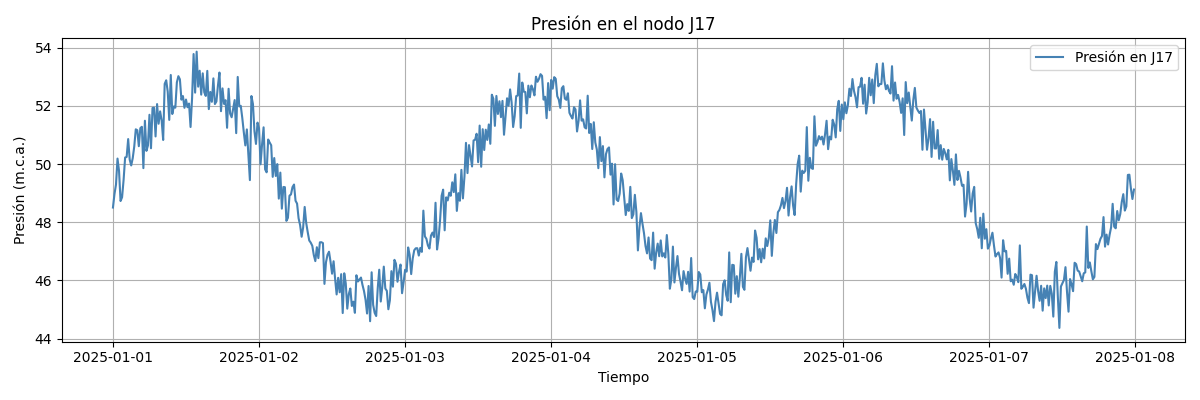 Presión en el nodo J17
Presión en J17
Presión (m.c.a.)
54
52
50
48
46
44
2025-01-01 2025-01-02 2025-01-03 2025-01-04 2025-01-05 2025-01-06 2025-01-07 2025-01-08
Tiempo